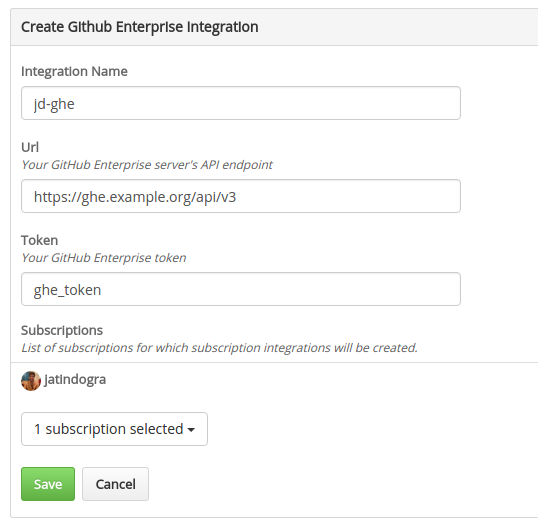 Create Github Enterprise Integration
Integration Name
jd-ghe
Url
Your GitHub Enterprise server's API endpoint
https://ghe.example.org/api/v3
Token
Your GitHub Enterprise token
ghe_token
Subscriptions
List of subscriptions for which subscription integrations will be created.
jatindogra
1 subscription selected
Save Cancel